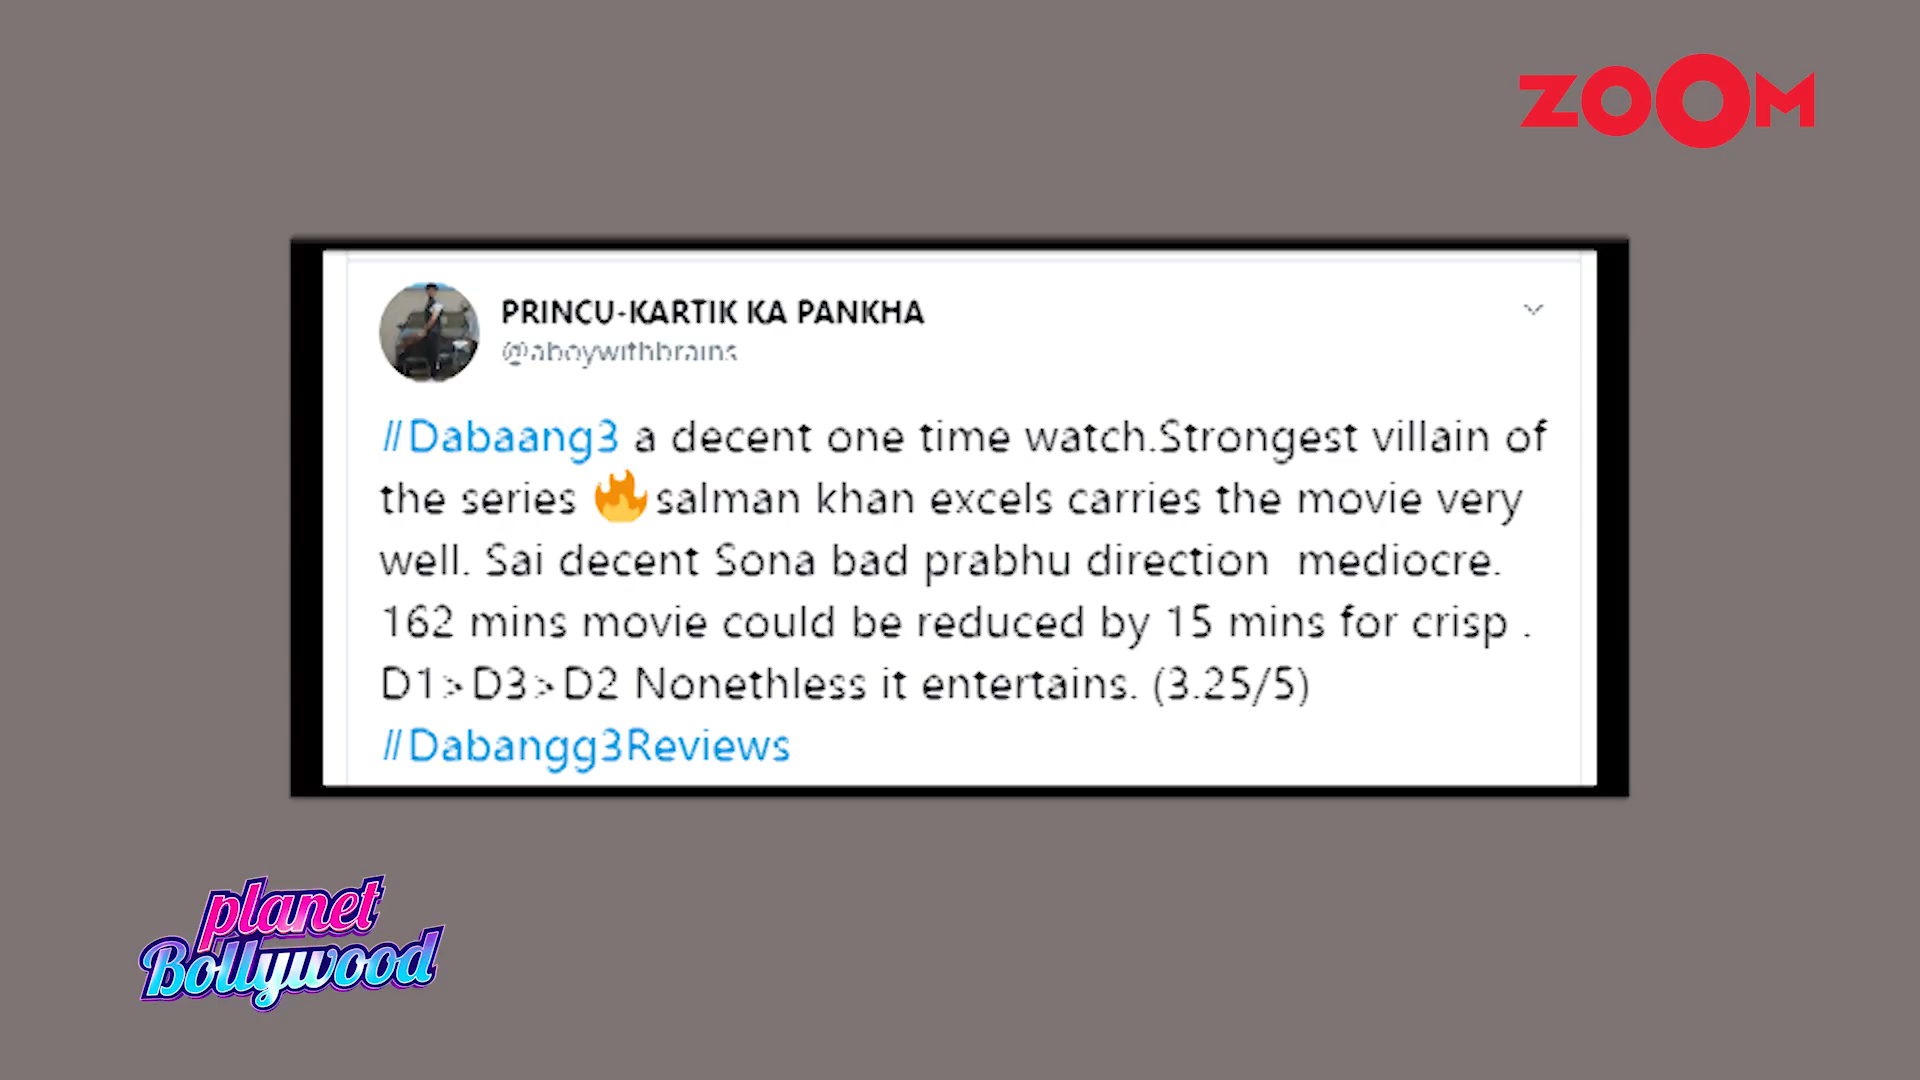 ZOOM
PRINCU-KARTIK KA PANKHA
@aboywithbrains
#Dabaang3 a decent one time watch.Strongest villain of
the series 🔥salman khan excels carries the movie very
well. Sai decent Sona bad prabhu direction mediocre.
162 mins movie could be reduced by 15 mins for crisp .
D1>D3>D2 Nonethless it entertains. (3.25/5)
#Dabangg3Reviews
planet
Bollywood